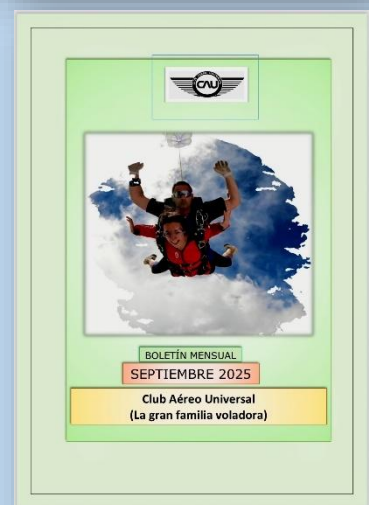 CAU
BOLETÍN MENSUAL
SEPTIEMBRE 2025
Club Aéreo Universal
(La gran familia voladora)